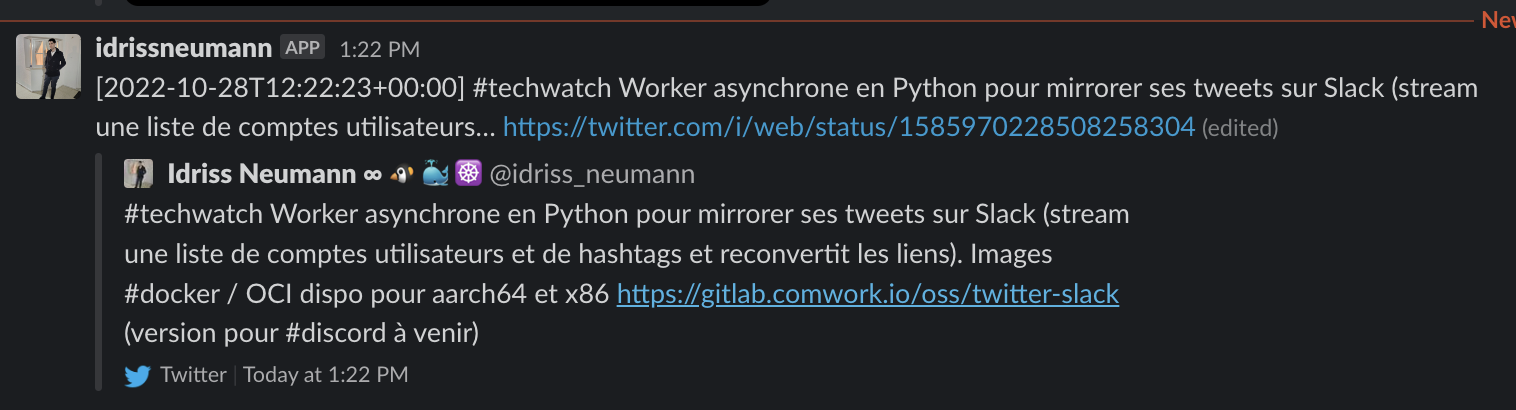 New
idrissneumann APP 1:22 PM
[2022-10-28T12:22:23+00:00] #techwatch Worker asynchrone en Python pour mirrorer ses tweets sur Slack (stream
une liste de comptes utilisateurs... https://twitter.com/i/web/status/1585970228508258304 (edited)
Idriss Neumann ∞ 🐧 🐳 ☸️ @idriss_neumann
#techwatch Worker asynchrone en Python pour mirrorer ses tweets sur Slack (stream
une liste de comptes utilisateurs et de hashtags et reconvertit les liens). Images
#docker / OCI dispo pour aarch64 et x86 https://gitlab.comwork.io/oss/twitter-slack
(version pour #discord à venir)
Twitter | Today at 1:22 PM